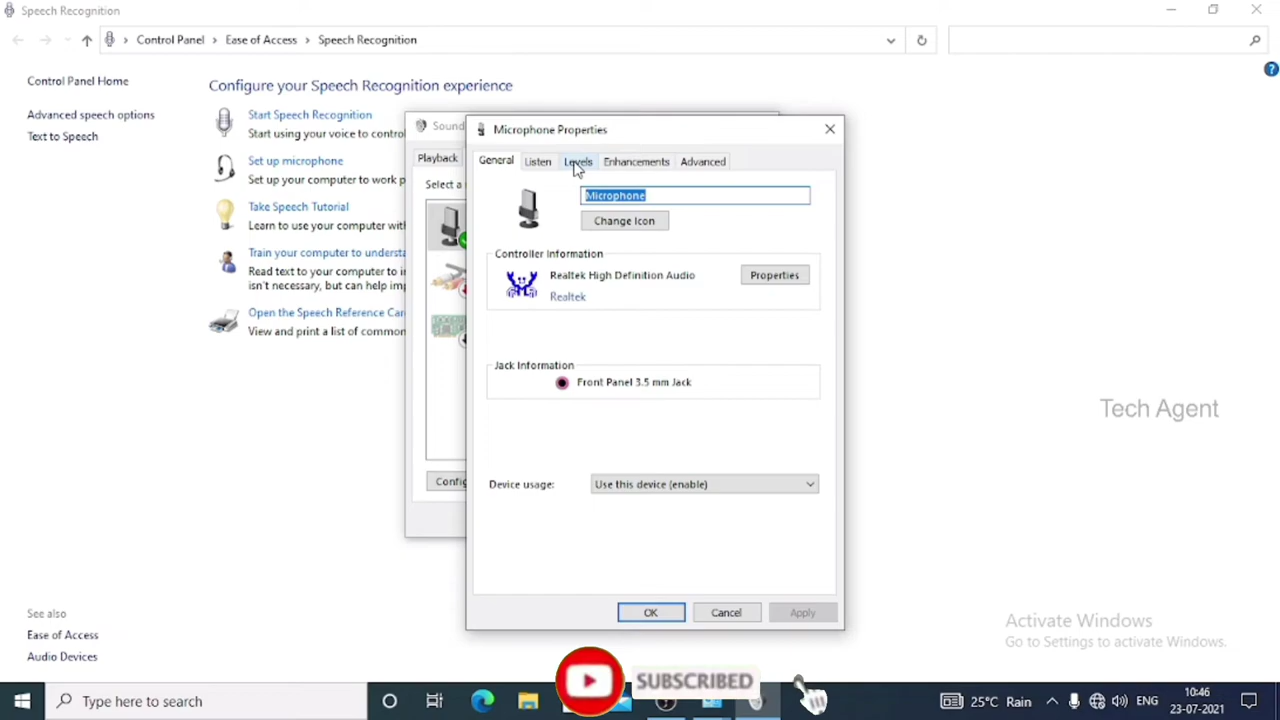 Speech Recognition
Control Panel
Ease of Access
Speech Recognition
Control Panel Home
Advanced speech options
Text to Speech
Configure your Speech Recognition experience
Start Speech Recognition
Start using your voice to control
Set up microphone
Set up your computer to work p
Take Speech Tutorial
Learn to use your computer with
Train your computer to understa
Read text to your computer to i
isn't necessary, but can help imp
Open the Speech Reference Car
View and print a list of common
Sound
Playback
Select a
Config
Microphone Properties
General
Listen
Levels
Enhancements
Advanced
Microphone
Change Icon
Controller Information
Realtek High Definition Audio
Properties
Realtek
Jack Information
Front Panel 3.5 mm Jack
Device usage:
Use this device (enable)
OK
Cancel
Apply
Tech Agent
See also
Ease of Access
Audio Devices
Activate Windows
Go to Settings to activate Windows.
SUBSCRIBED
Type here to search
25°C Rain
ENG
10:46
23-07-2021